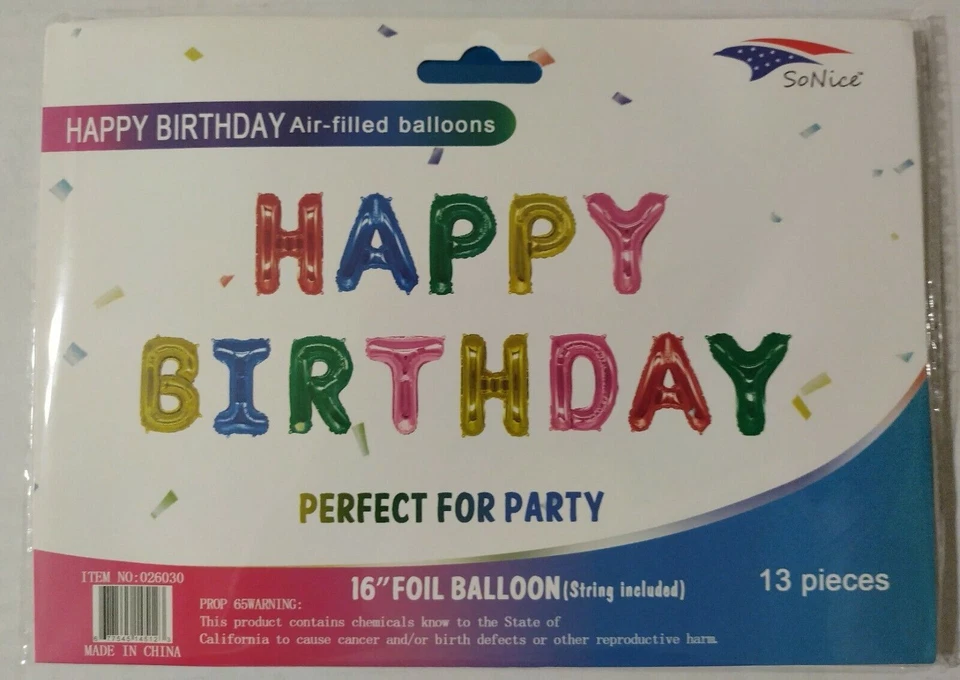 SoNice
HAPPY BIRTHDAY Air-filled balloons
HAPPY
BIRTHDAY
PERFECT FOR PARTY
ITEM NO:026030
16"FOIL BALLOON(String included)
13 pieces
PROP 65WARNING:
This product contains chemicals know to the State of
California to cause cancer and/or birth defects or other reproductive harm.
MADE IN CHINA